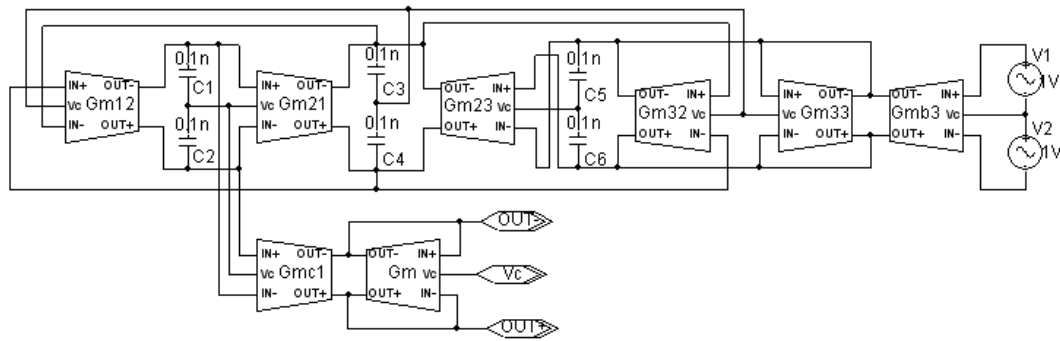 0,1n
C1
0,1n
C2
IN+
Vc
IN-
OUT-
OUT+
Gm12
IN+
Vc
IN-
OUT-
OUT+
Gm21
0,1n
C3
0,1n
C4
OUT-
OUT+
IN+
Vc
IN-
Gm23
0,1n
C5
0,1n
C6
OUT-
OUT+
IN+
Vc
IN-
Gm32
IN+
Vc
IN-
OUT-
OUT+
Gm33
OUT-
OUT+
IN+
Vc
IN-
Gmb3
V1
1V
V2
1V
IN+
Vc
IN-
OUT-
OUT+
Gmc1
OUT-
OUT+
IN+
Vc
IN-
Gm
OUT-
Vc
OUT+